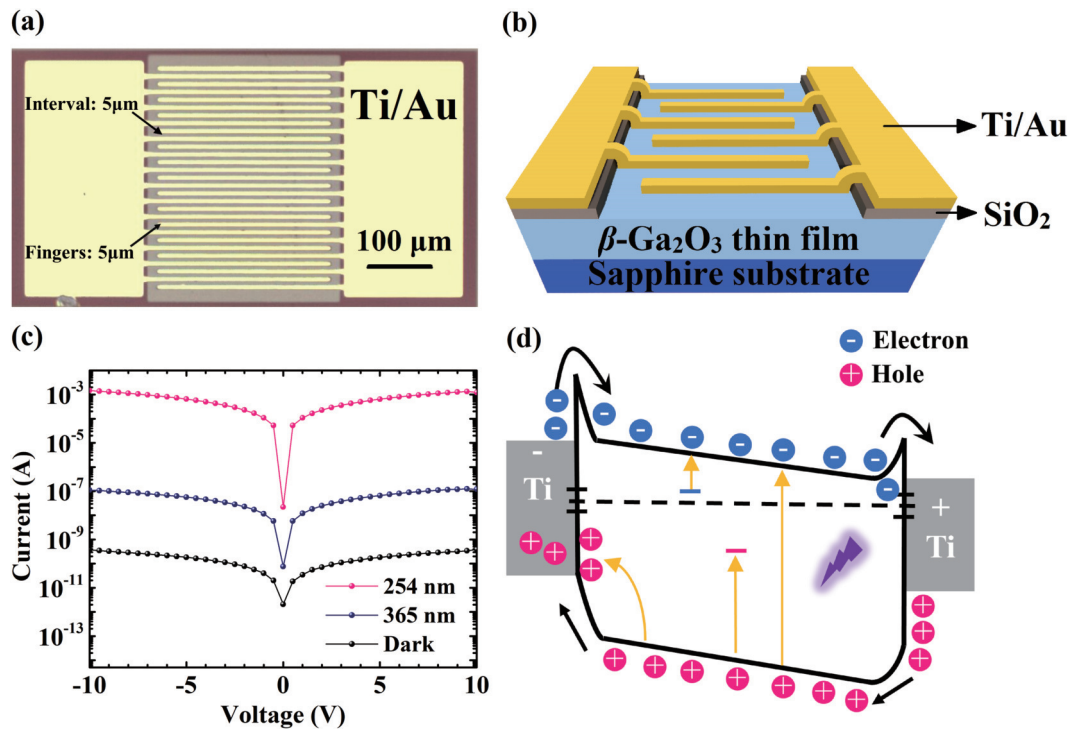 (a)
Interval: 5μm
Fingers: 5μm
Ti/Au
100 μm
(b)
Ti/Au
SiO₂
β-Ga₂O₃ thin film
Sapphire substrate
(c)
Current (A)
10⁻³
10⁻⁵
10⁻⁷
10⁻⁹
10⁻¹¹
10⁻¹³
254 nm
365 nm
Dark
-10
-5
0
5
10
Voltage (V)
(d)
- Electron
+ Hole
-
Ti
+
Ti